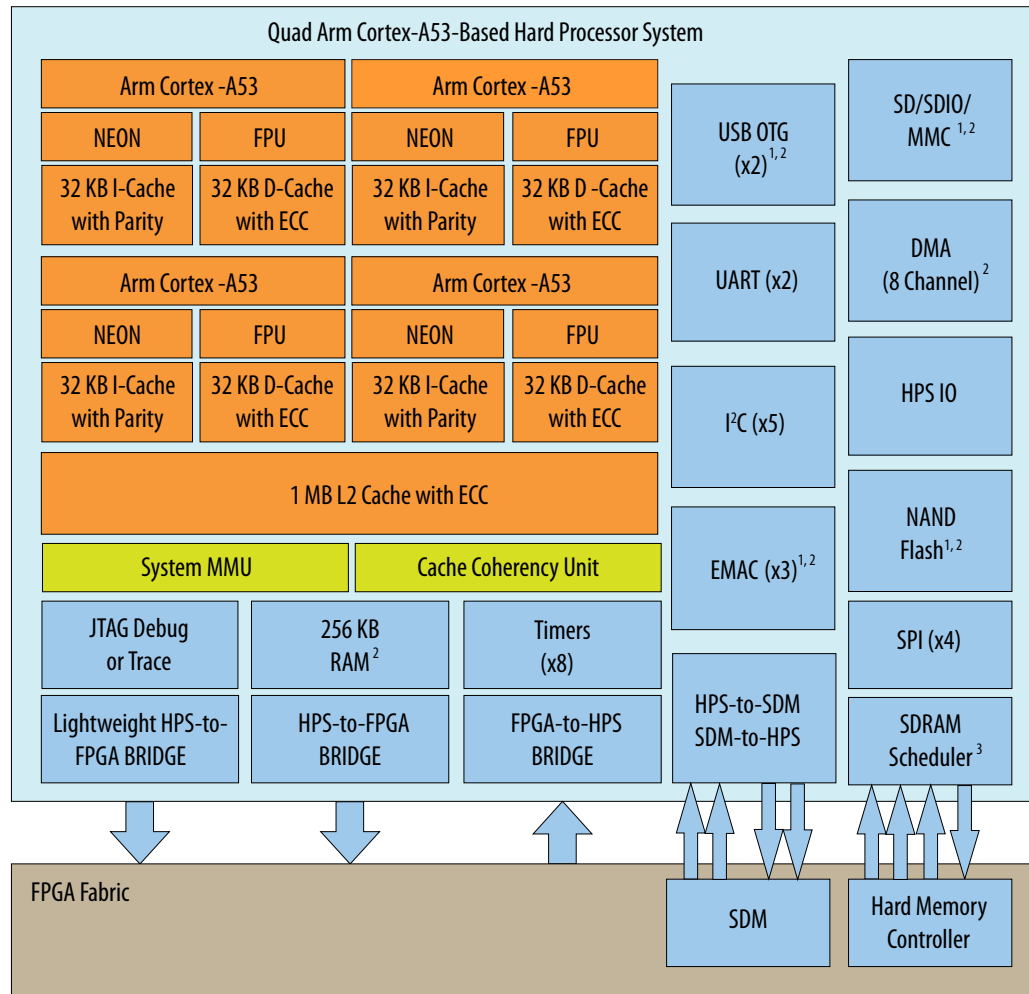 Quad Arm Cortex-A53-Based Hard Processor System
Arm Cortex -A53
Arm Cortex -A53
NEON
FPU
NEON
FPU
32 KB I-Cache
with Parity
32 KB D-Cache
with ECC
32 KB I-Cache
with Parity
32 KB D -Cache
with ECC
Arm Cortex -A53
Arm Cortex -A53
NEON
FPU
NEON
FPU
32 KB I-Cache
with Parity
32 KB D-Cache
with ECC
32 KB I-Cache
with Parity
32 KB D-Cache
with ECC
1 MB L2 Cache with ECC
System MMU
Cache Coherency Unit
JTAG Debug
or Trace
256 KB
RAM 2
Timers
(x8)
Lightweight HPS-to-
FPGA BRIDGE
HPS-to-FPGA
BRIDGE
FPGA-to-HPS
BRIDGE
USB OTG
(x2) 1, 2
UART (x2)
I²C (x5)
EMAC (x3) 1, 2
HPS-to-SDM
SDM-to-HPS
SD/SDIO/
MMC 1, 2
DMA
(8 Channel) 2
HPS IO
NAND
Flash 1, 2
SPI (x4)
SDRAM
Scheduler 3
FPGA Fabric
SDM
Hard Memory
Controller